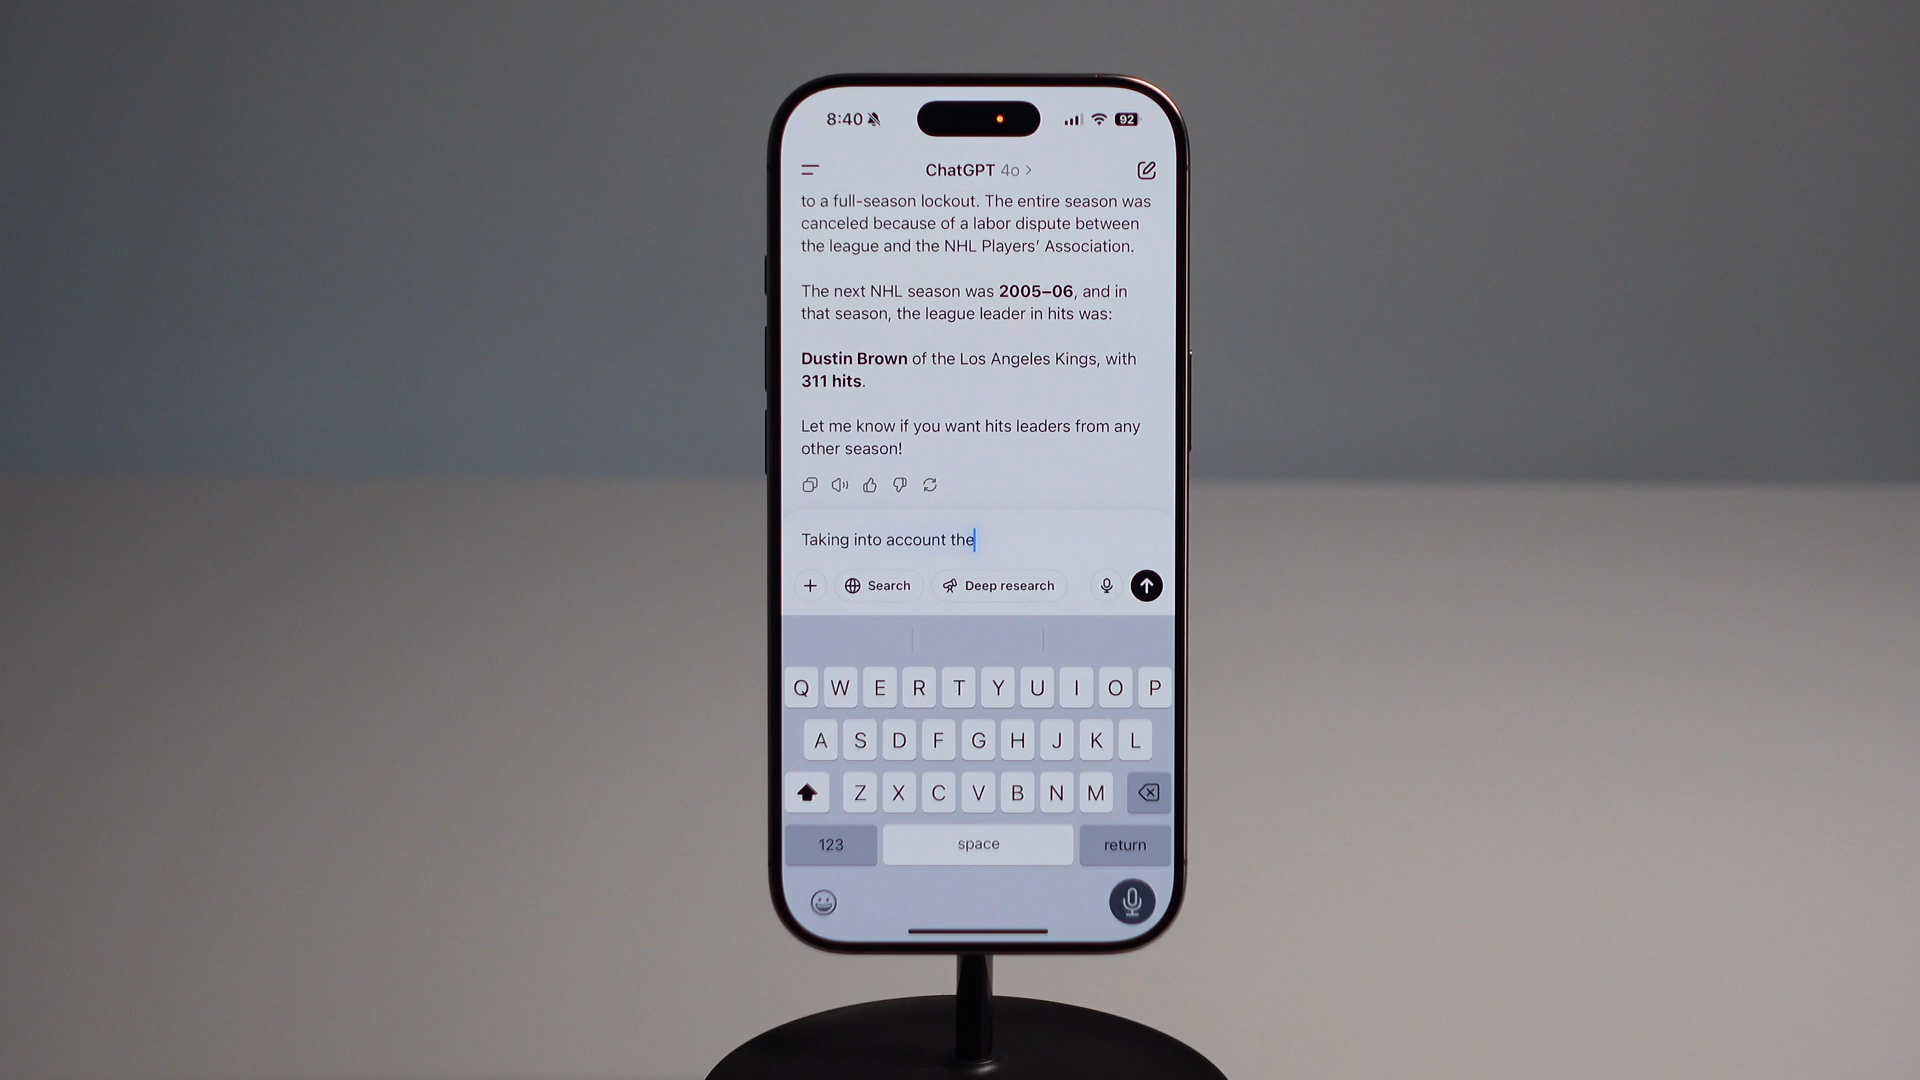 8:40 92
ChatGPT 4o >
to a full-season lockout. The entire season was
canceled because of a labor dispute between
the league and the NHL Players’ Association.
The next NHL season was 2005–06, and in
that season, the league leader in hits was:
Dustin Brown of the Los Angeles Kings, with
311 hits.
Let me know if you want hits leaders from any
other season!
Taking into account the
Search Deep research
Q W E R T Y U I O P
A S D F G H J K L
Z X C V B N M
123 space return